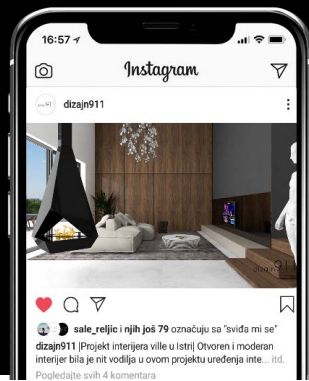 16:57
Instagram
dizajn911
dizajn91
sale_reljic i njih još 79 označuju sa "sviđa mi se"
dizajn911 |Projekt interijera ville u Istri| Otvoren i moderan
interijer bila je nit vodilja u ovom projektu uređenja inte... itd.
Pogledajte svih 4 komentara